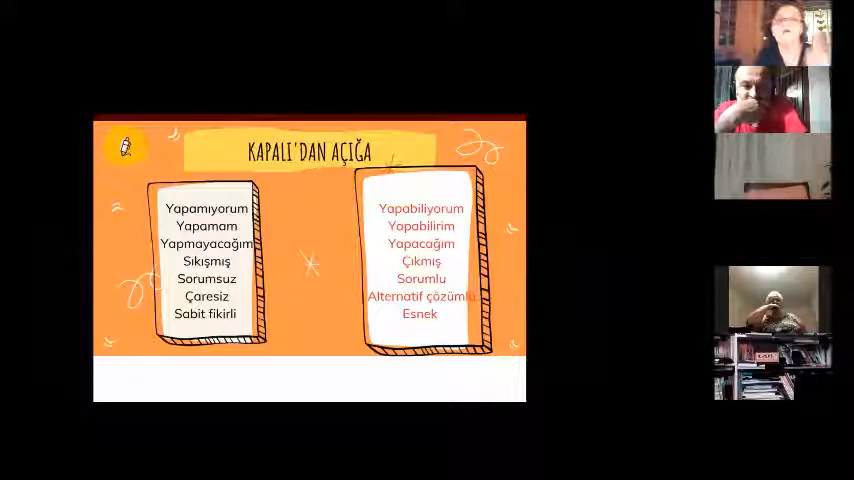 KAPALI'DAN AÇIĞA
Yapamıyorum
Yapamam
Yapmayacağım
Sıkışmış
Sorumsuz
Çaresiz
Sabit fikirli
Yapabiliyorum
Yapabilirim
Yapacağım
Çıkmış
Sorumlu
Alternatif çözümlü
Esnek